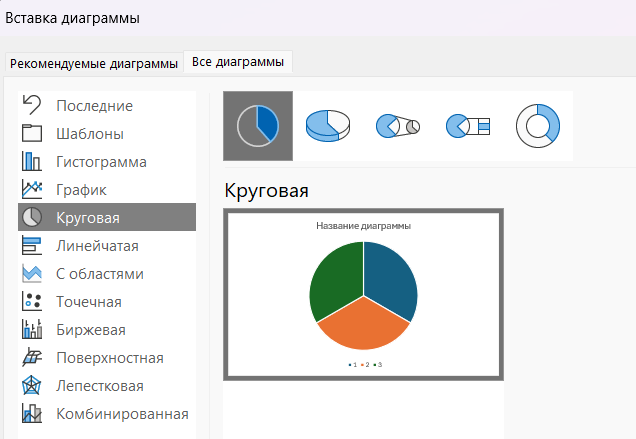 Вставка диаграммы
Рекомендуемые диаграммы
Все диаграммы
Последние
Шаблоны
Гистограмма
График
Круговая
Линейчатая
С областями
Точечная
Биржевая
Поверхностная
Лепестковая
Комбинированная
Круговая
Название диаграммы
1 2 3